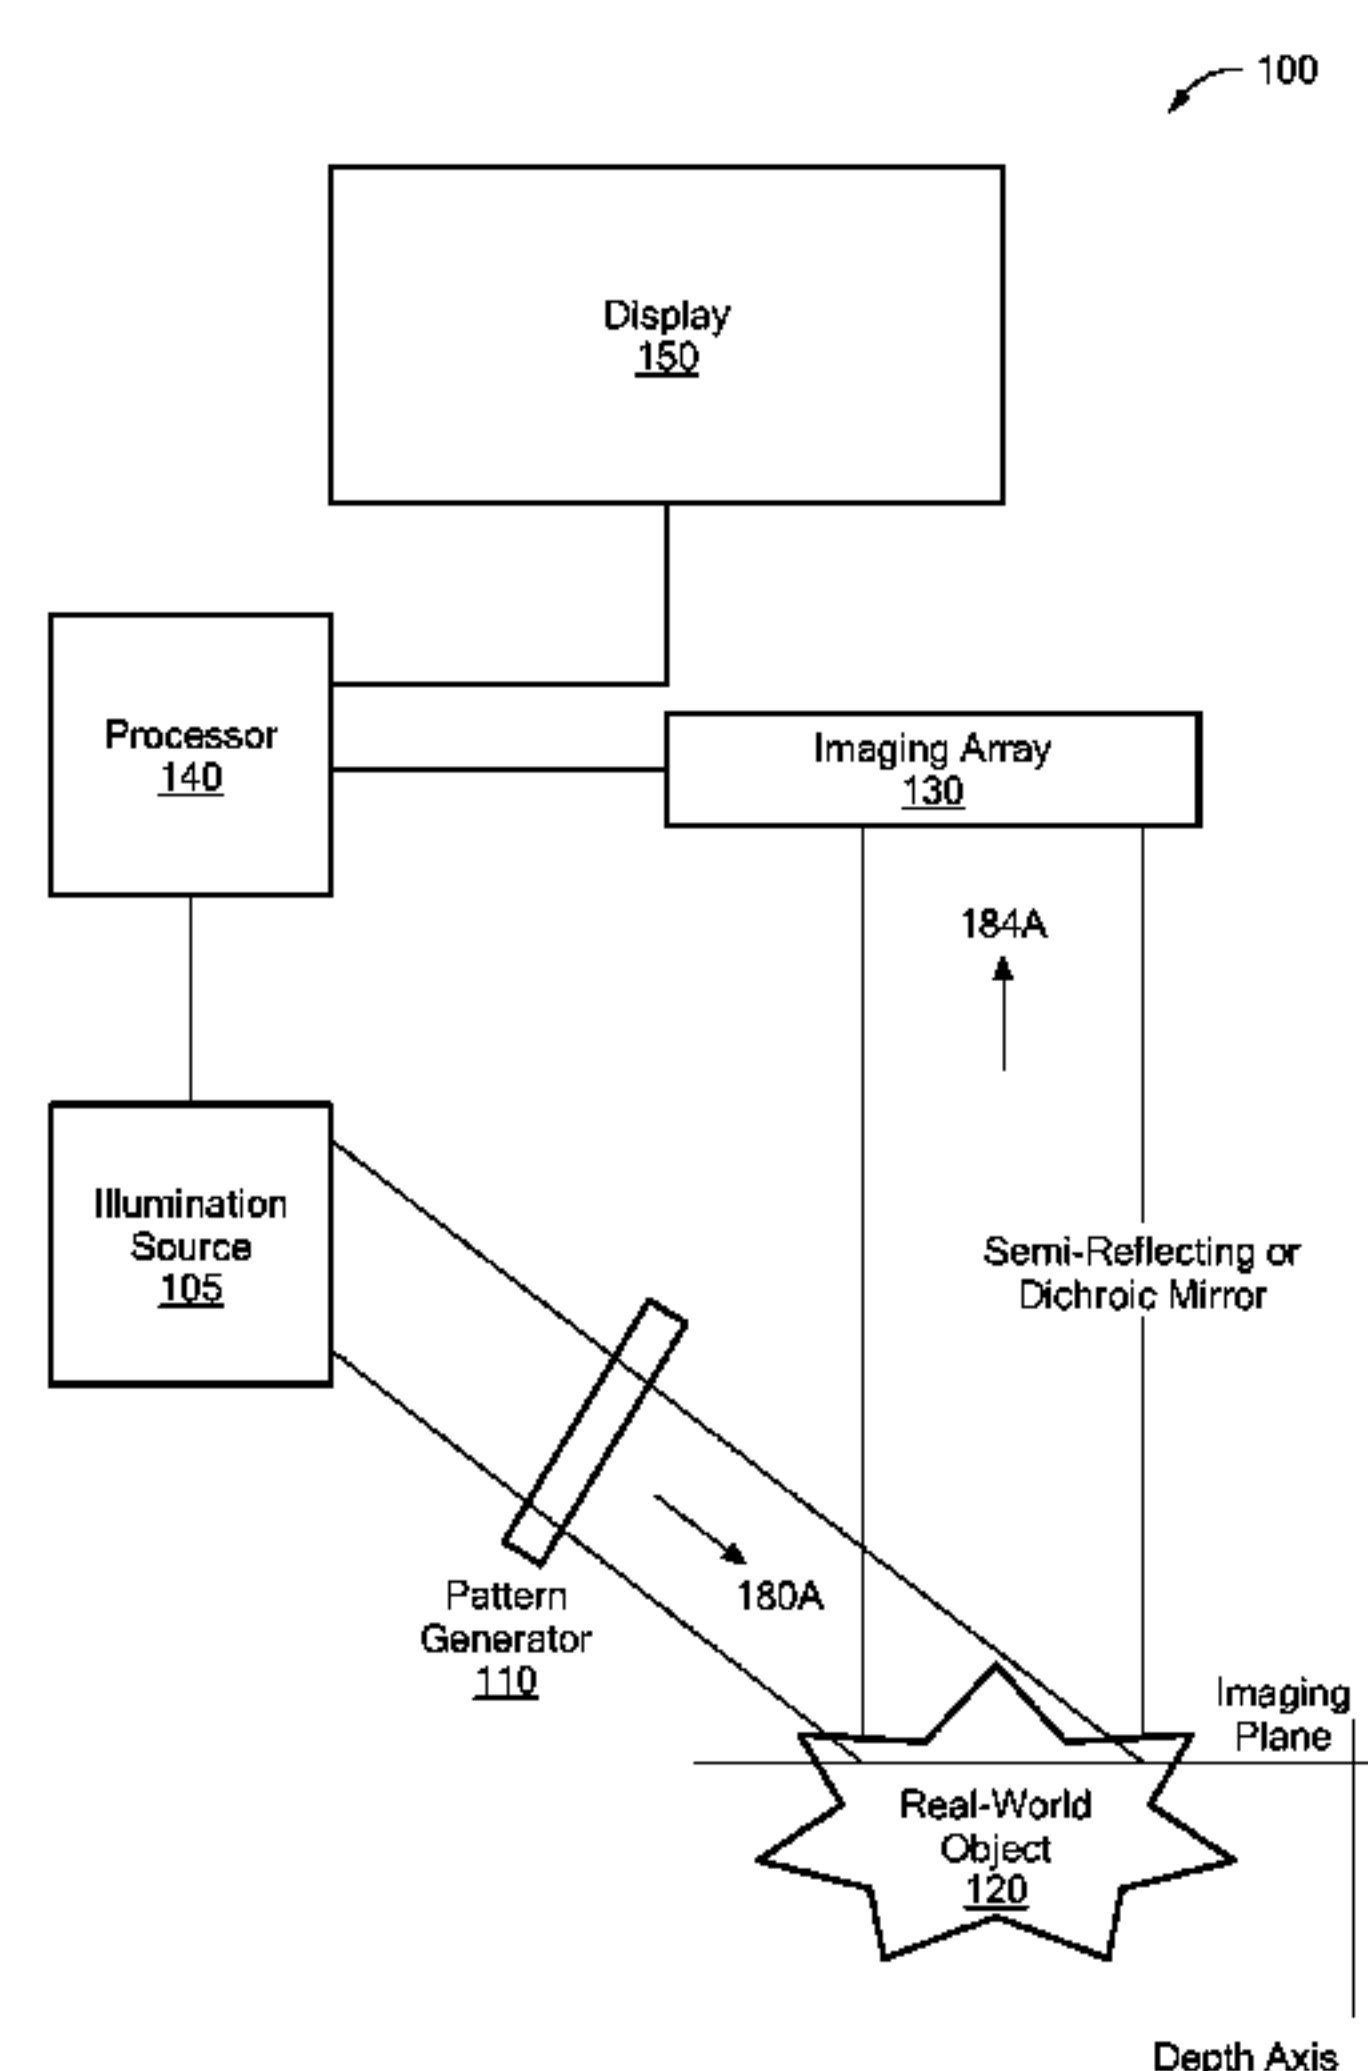 100
Display
150
Processor
140
Imaging Array
130
184A
Illumination
Source
105
Semi-Reflecting or
Dichroic Mirror
180A
Pattern
Generator
110
Imaging
Plane
Real-World
Object
120
Depth Axis